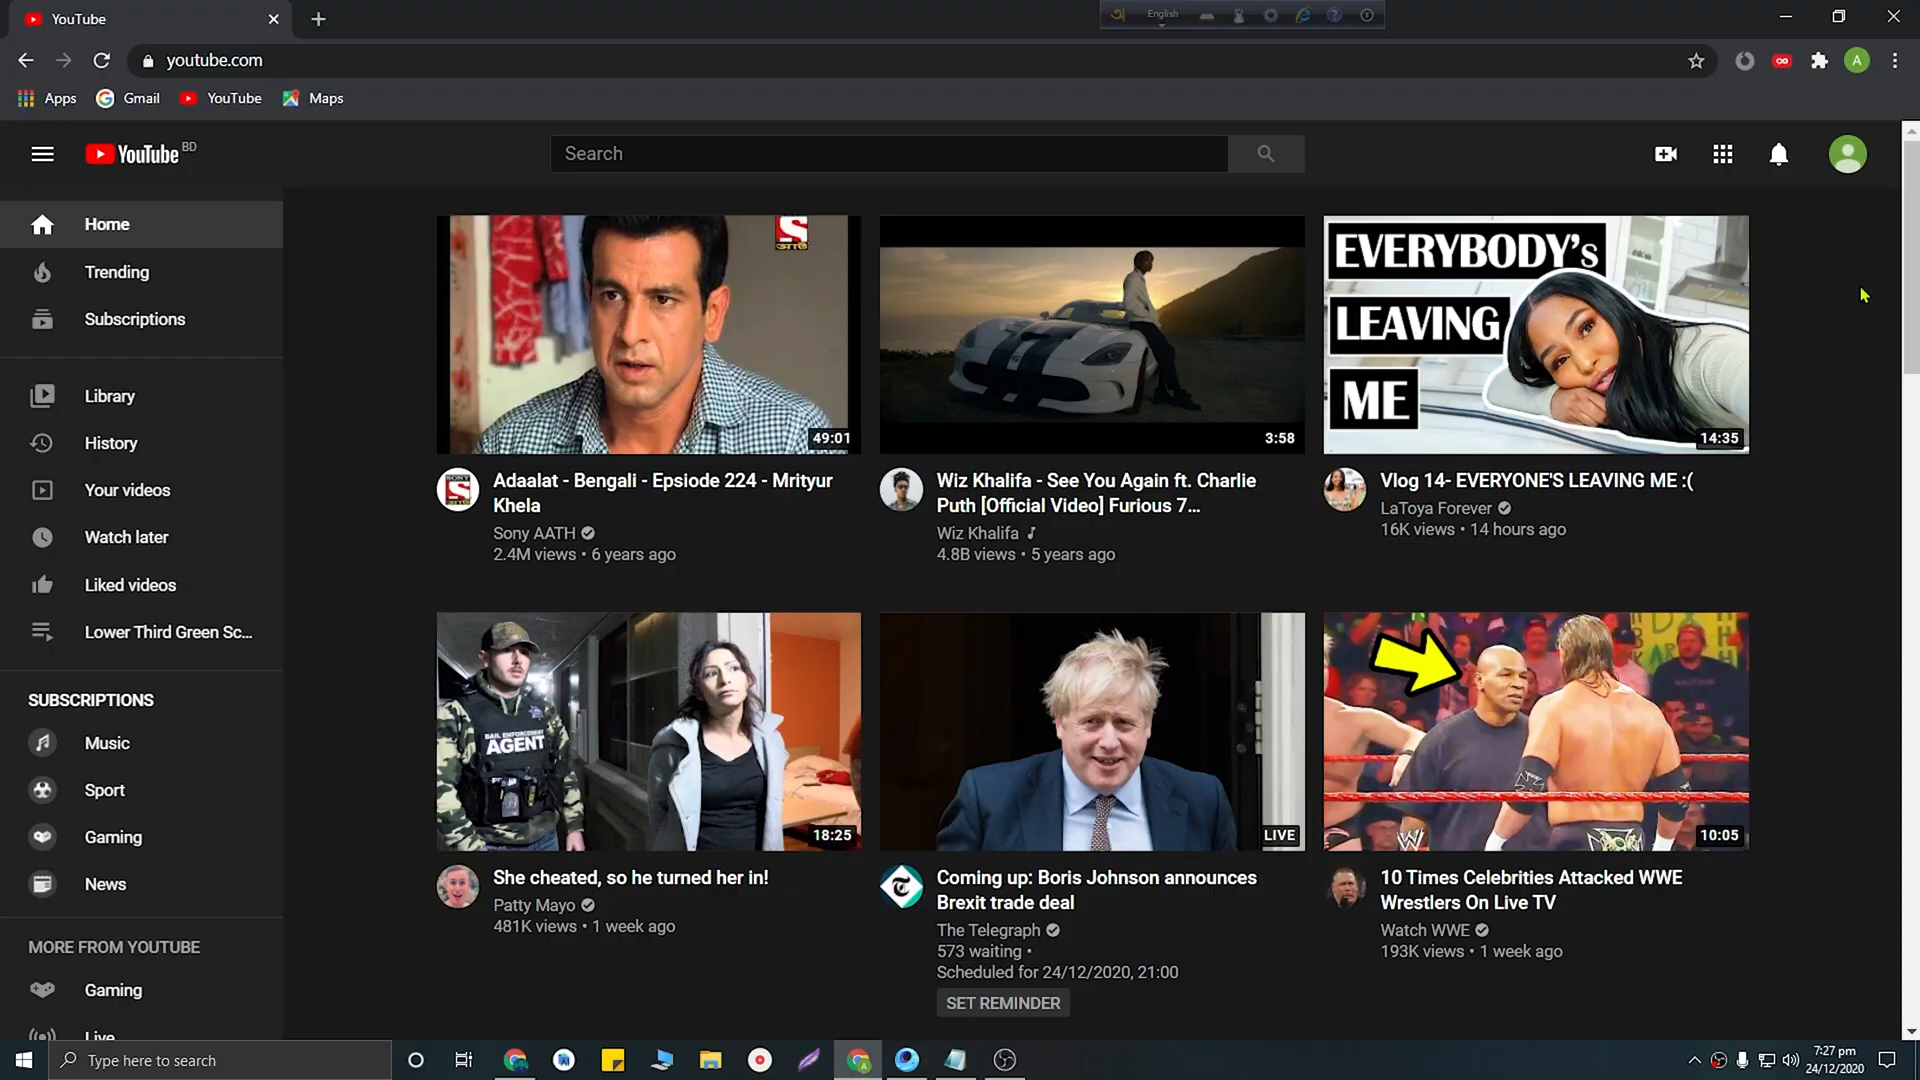 YouTube
English
youtube.com
Apps Gmail YouTube Maps
YouTube BD
Search
Home
Trending
Subscriptions
Library
History
Your videos
Watch later
Liked videos
Lower Third Green Sc...
SUBSCRIPTIONS
Music
Sport
Gaming
News
MORE FROM YOUTUBE
Gaming
Live
49:01
Adaalat - Bengali - Epsiode 224 - Mrityur
Khela
Sony AATH
2.4M views • 6 years ago
3:58
Wiz Khalifa - See You Again ft. Charlie
Puth [Official Video] Furious 7...
Wiz Khalifa
4.8B views • 5 years ago
EVERYBODY's
LEAVING
ME
14:35
Vlog 14- EVERYONE'S LEAVING ME :(
LaToya Forever
16K views • 14 hours ago
BAIL ENFORCEMENT
AGENT
18:25
She cheated, so he turned her in!
Patty Mayo
481K views • 1 week ago
LIVE
Coming up: Boris Johnson announces
Brexit trade deal
The Telegraph
573 waiting •
Scheduled for 24/12/2020, 21:00
SET REMINDER
10:05
10 Times Celebrities Attacked WWE
Wrestlers On Live TV
Watch WWE
193K views • 1 week ago
Type here to search
7:27 pm
24/12/2020